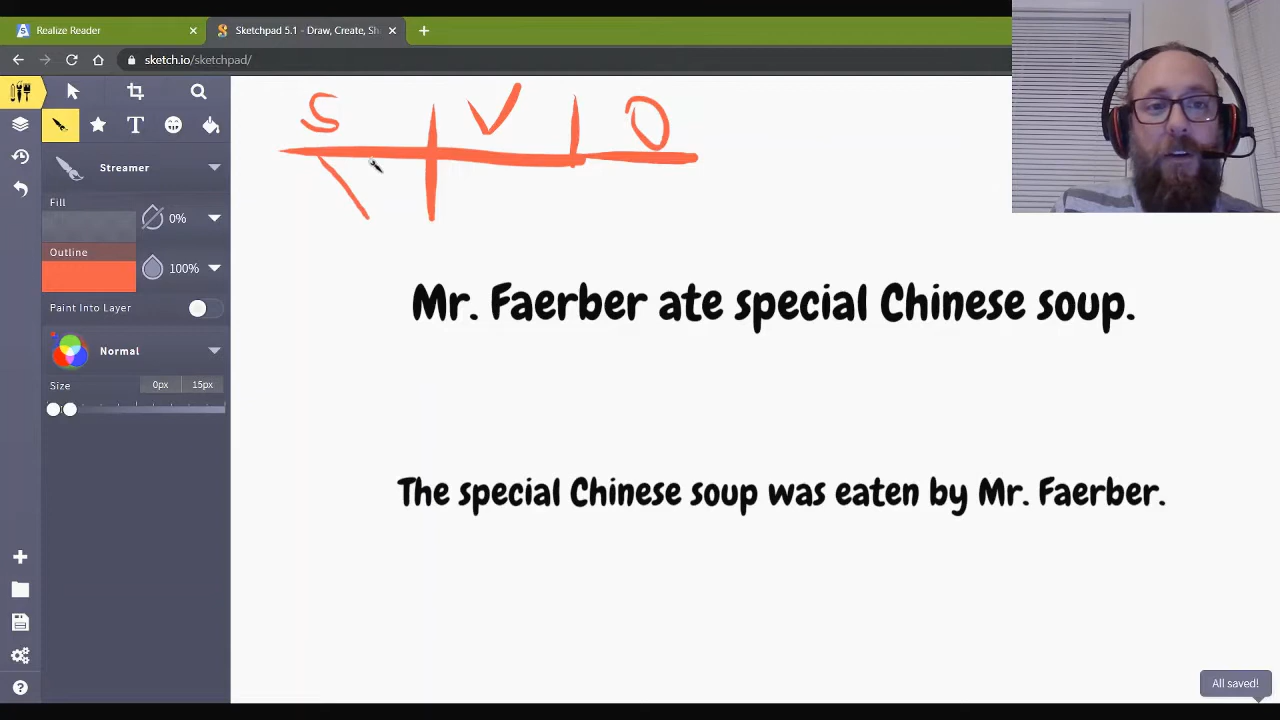 Realize Reader
Sketchpad 5.1 - Draw, Create, Sh
sketch.io/sketchpad/
S V O
T
Streamer
Fill
0%
Outline
100%
Paint Into Layer
Normal
Size
0px 15px
Mr. Faerber ate special Chinese soup.
The special Chinese soup was eaten by Mr. Faerber.
All saved!